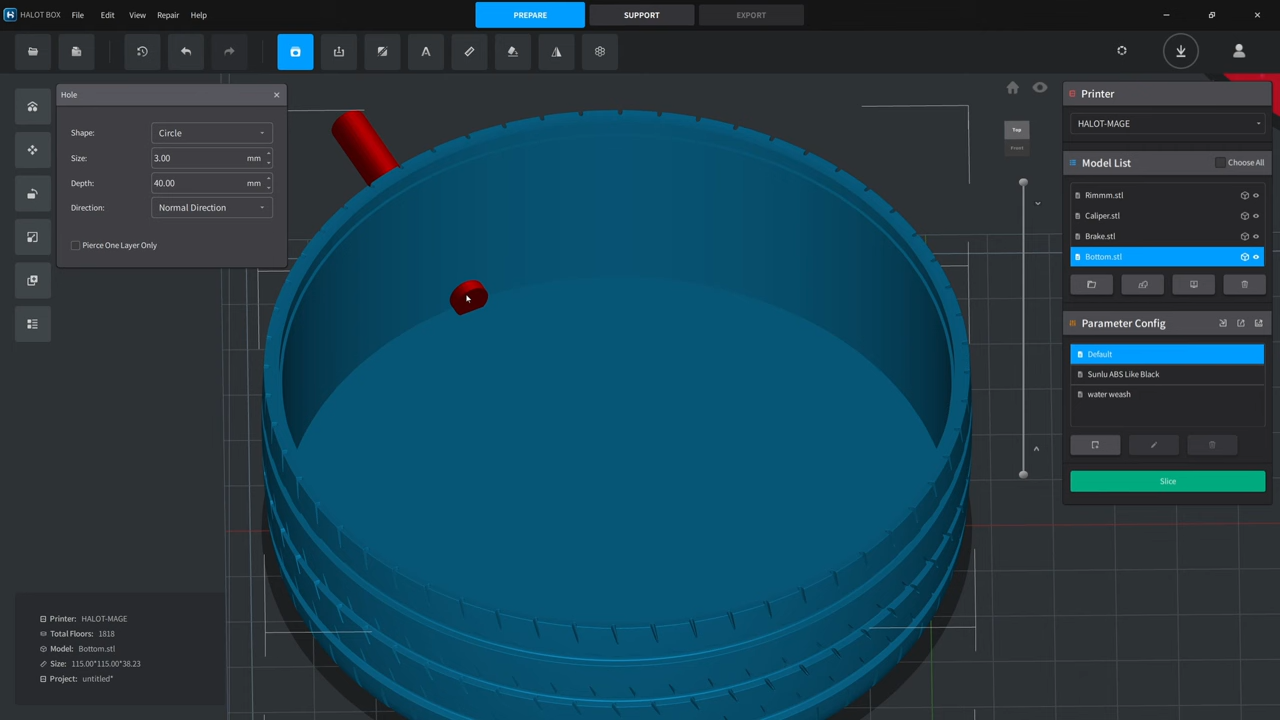 HALOT BOX File Edit View Repair Help
PREPARE
SUPPORT
EXPORT
Hole
Shape: Circle
Size: 3.00 mm
Depth: 40.00 mm
Direction: Normal Direction
Pierce One Layer Only
Top
Front
Printer
HALOT-MAGE
Model List Choose All
Rimmm.stl
Caliper.stl
Brake.stl
Bottom.stl
Parameter Config
Default
Sunlu ABS Like Black
water weash
Slice
Printer: HALOT-MAGE
Total Floors: 1818
Model: Bottom.stl
Size: 115.00*115.00*38.23
Project: untitled*